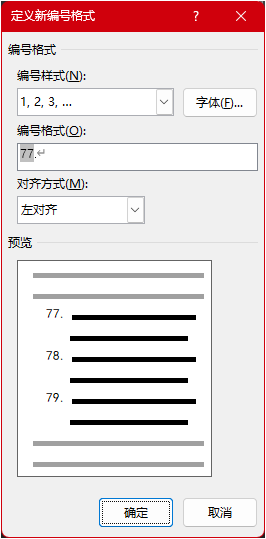 定义新编号格式
编号格式
编号样式(N):
1, 2, 3, ...
字体(F)...
编号格式(O):
77.↵
对齐方式(M):
左对齐
预览
77.
78.
79.
确定 取消